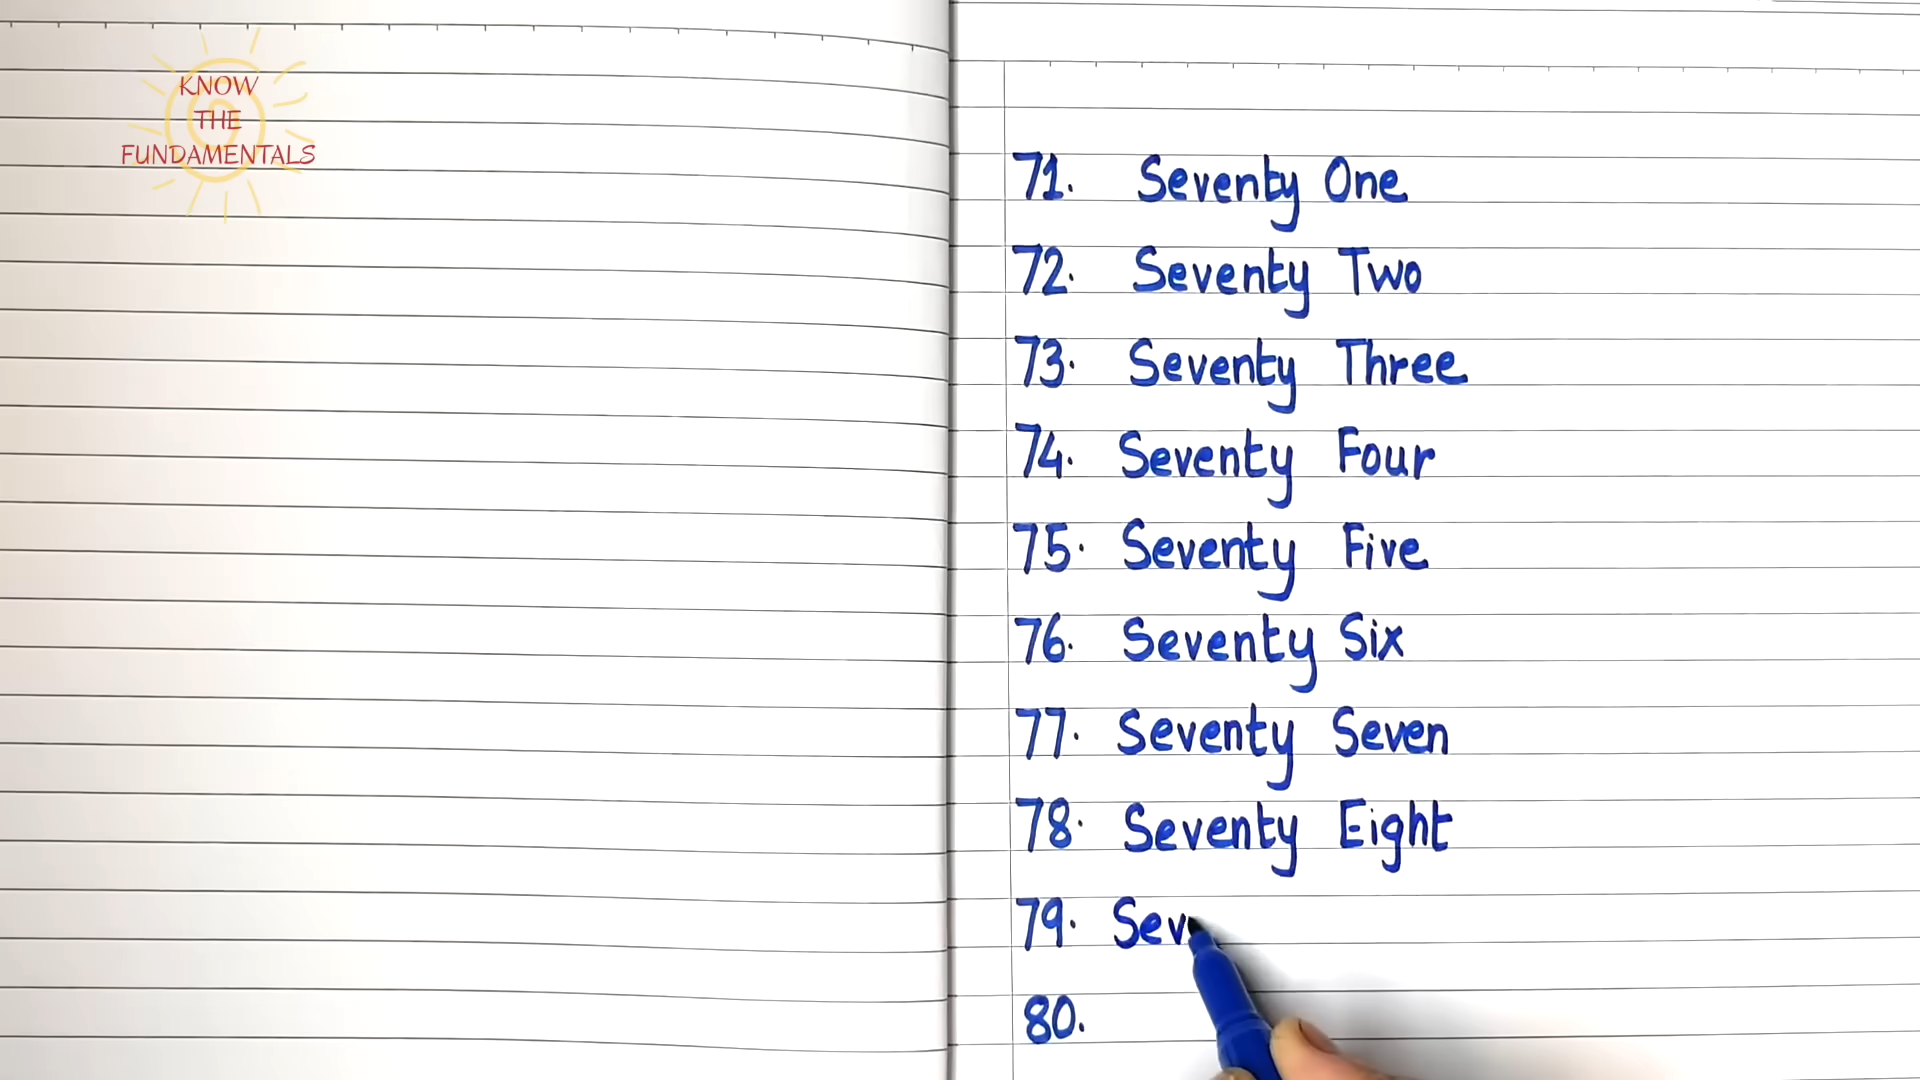 KNOW
THE
FUNDAMENTALS
71. Seventy One
72. Seventy Two
73. Seventy Three
74. Seventy Four
75. Seventy Five
76. Seventy Six
77. Seventy Seven
78. Seventy Eight
79. Sev
80.